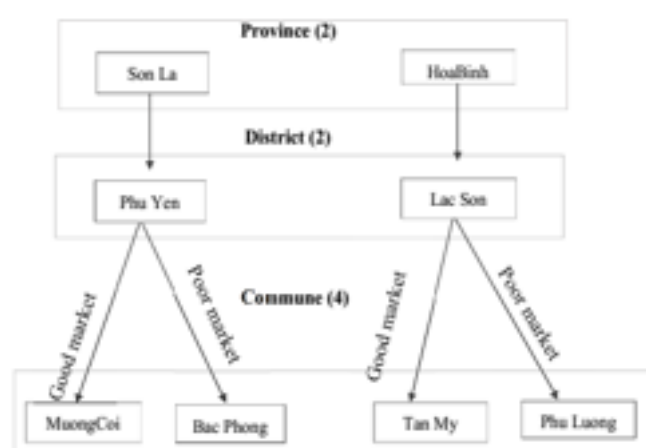 Province (2)
Son La
HoaBinh
District (2)
Phu Yen
Lac Son
Good market
Poor market
Commune (4)
Good market
Poor market
MuongCoi
Bac Phong
Tan My
Phu Luong